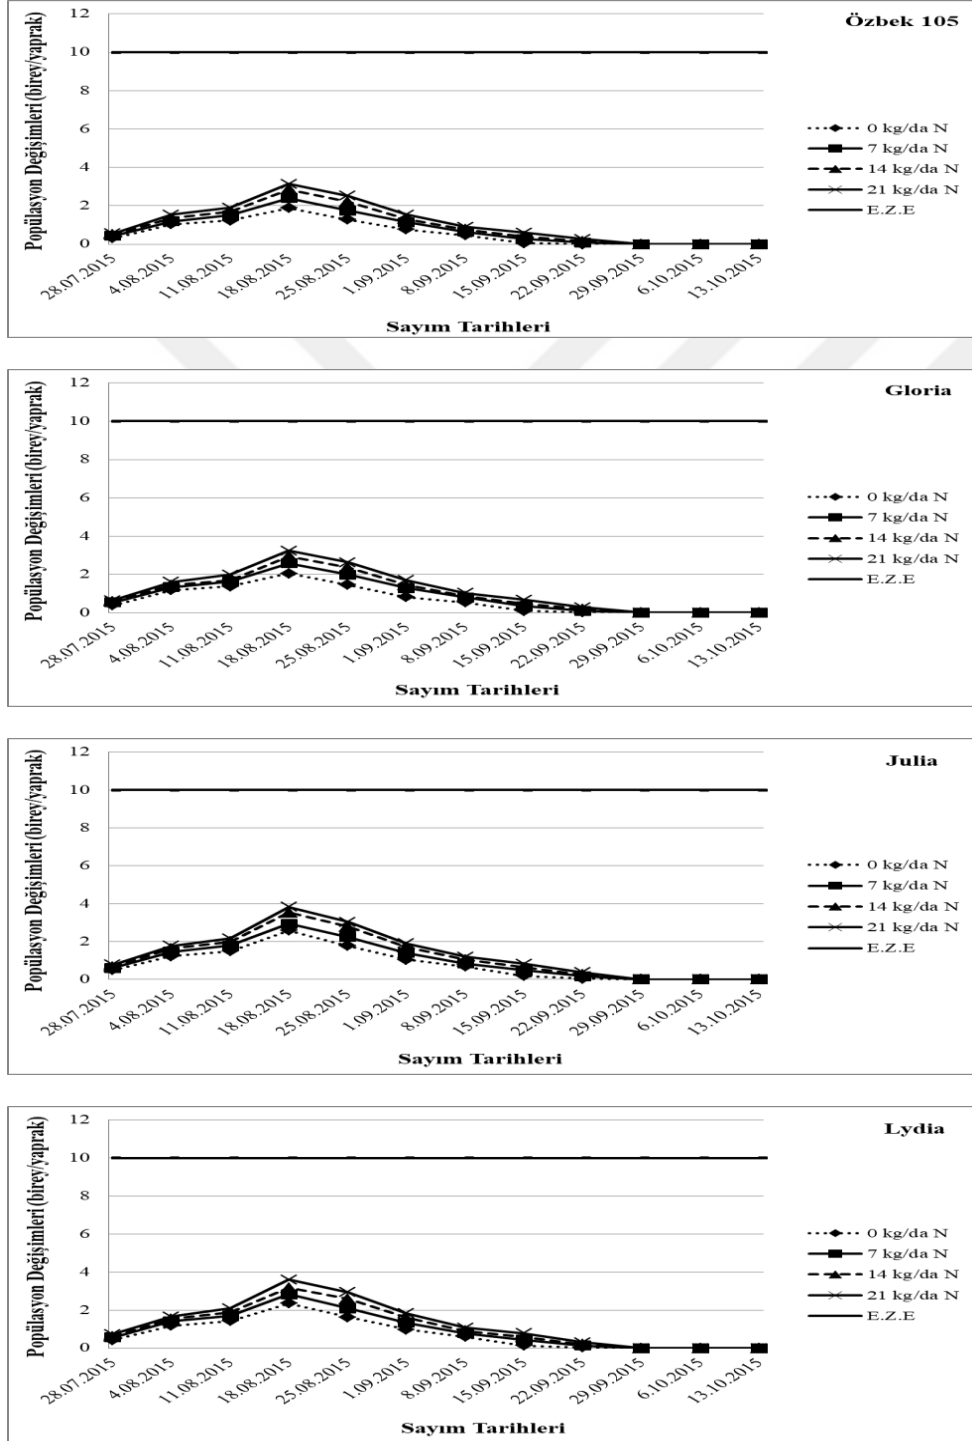 Özbek 105
Popülasyon Değişimleri (birey/yaprak)
12
10
8
6
4
2
0
28.07.2015
4.08.2015
11.08.2015
18.08.2015
25.08.2015
1.09.2015
8.09.2015
15.09.2015
22.09.2015
29.09.2015
6.10.2015
13.10.2015
Sayım Tarihleri
0 kg/da N
7 kg/da N
14 kg/da N
21 kg/da N
E.Z.E
Gloria
Popülasyon Değişimleri (birey/yaprak)
12
10
8
6
4
2
0
28.07.2015
4.08.2015
11.08.2015
18.08.2015
25.08.2015
1.09.2015
8.09.2015
15.09.2015
22.09.2015
29.09.2015
6.10.2015
13.10.2015
Sayım Tarihleri
0 kg/da N
7 kg/da N
14 kg/da N
21 kg/da N
E.Z.E
Julia
Popülasyon Değişimleri (birey/yaprak)
12
10
8
6
4
2
0
28.07.2015
4.08.2015
11.08.2015
18.08.2015
25.08.2015
1.09.2015
8.09.2015
15.09.2015
22.09.2015
29.09.2015
6.10.2015
13.10.2015
Sayım Tarihleri
0 kg/da N
7 kg/da N
14 kg/da N
21 kg/da N
E.Z.E
Lydia
Popülasyon Değişimleri (birey/yaprak)
12
10
8
6
4
2
0
28.07.2015
4.08.2015
11.08.2015
18.08.2015
25.08.2015
1.09.2015
8.09.2015
15.09.2015
22.09.2015
29.09.2015
6.10.2015
13.10.2015
Sayım Tarihleri
0 kg/da N
7 kg/da N
14 kg/da N
21 kg/da N
E.Z.E